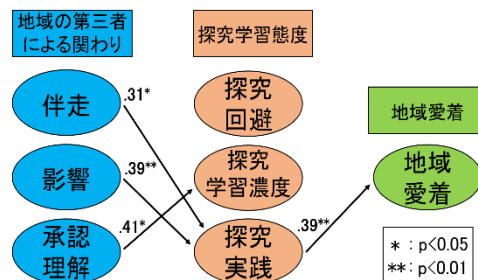 地域の第三者
による関わり
探究学習態度
伴走
.31*
探究
回避
地域愛着
影響
.39**
探究
学習濃度
地域
愛着
承認
理解
.41*
探究
実践
.39**
* : p<0.05
**: p<0.01